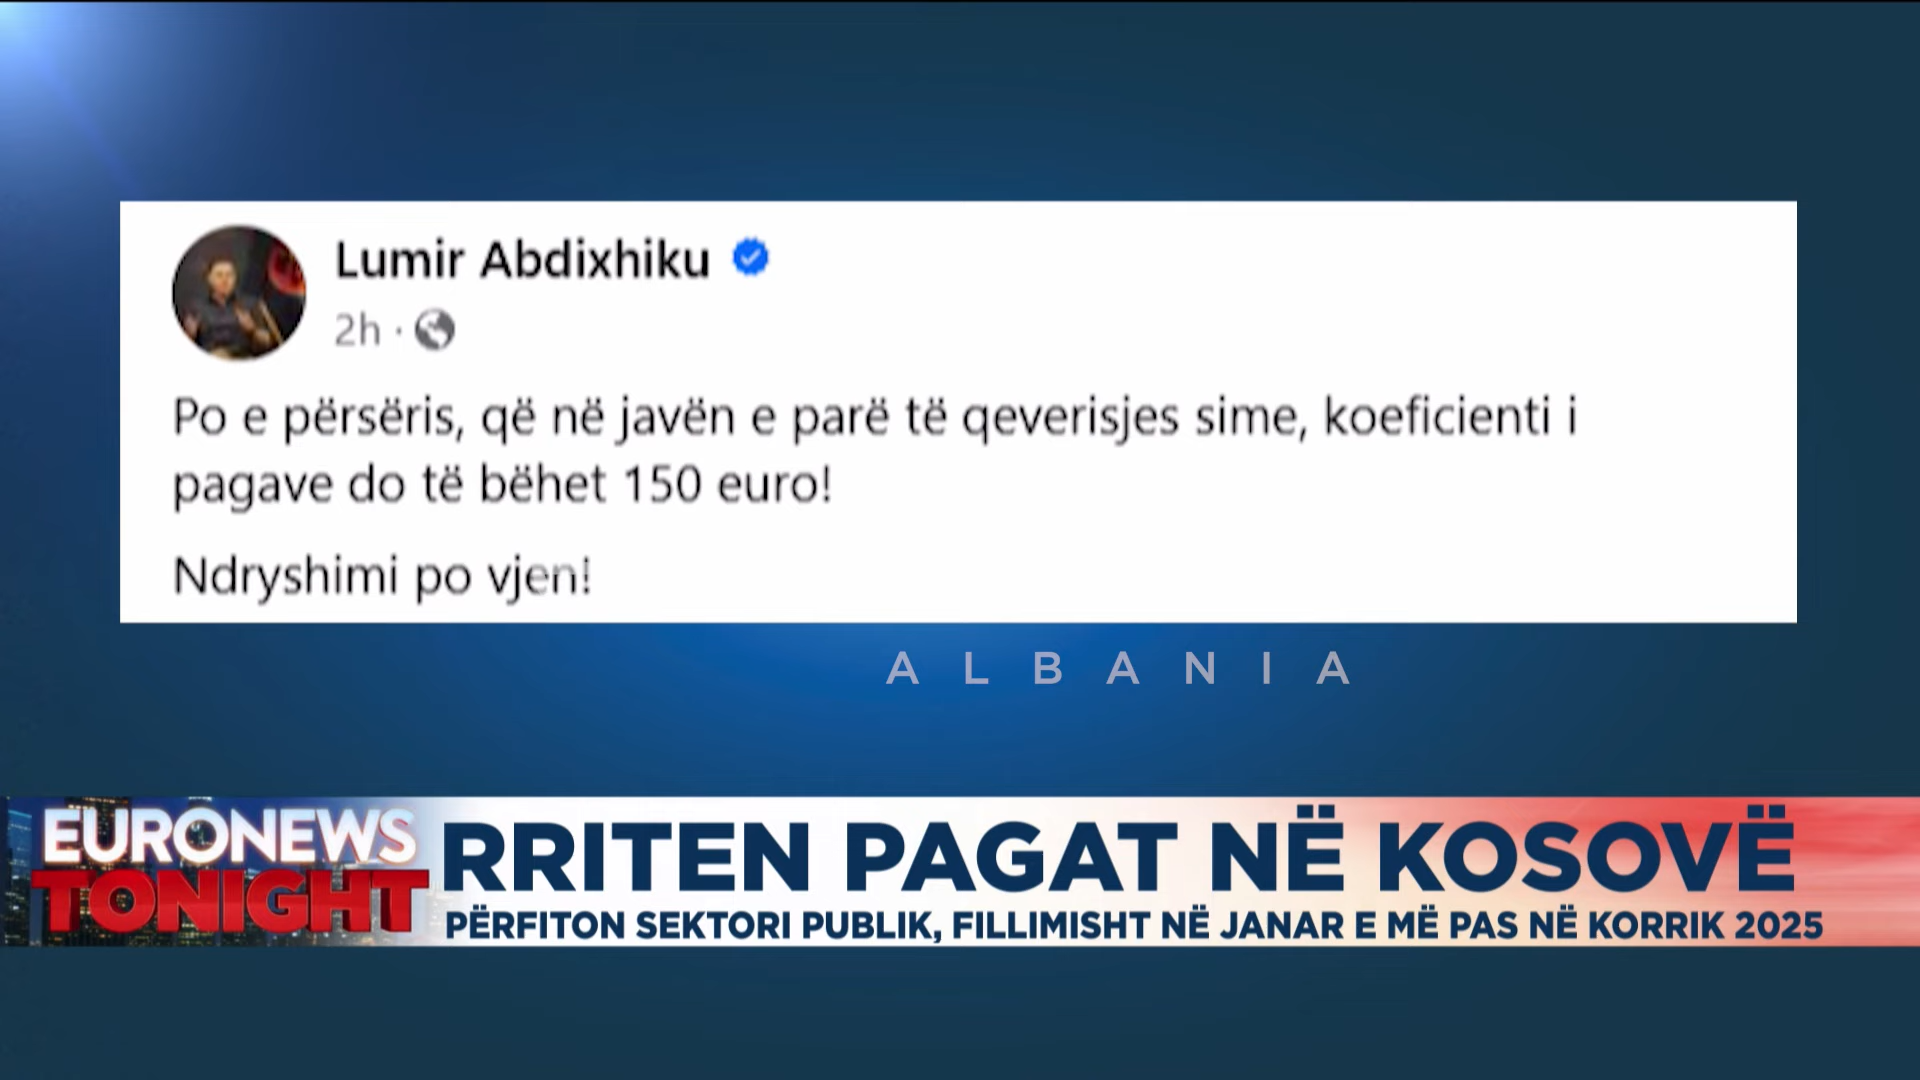 Lumir Abdixhiku
2h ·
Po e përsëris, që në javën e parë të qeverisjes sime, koeficienti i
pagave do të bëhet 150 euro!
Ndryshimi po vjen!
ALBANIA
EURONEWS
TONIGHT
RRITEN PAGAT NË KOSOVË
PËRFITON SEKTORI PUBLIK, FILLIMISHT NË JANAR E MË PAS NË KORRIK 2025